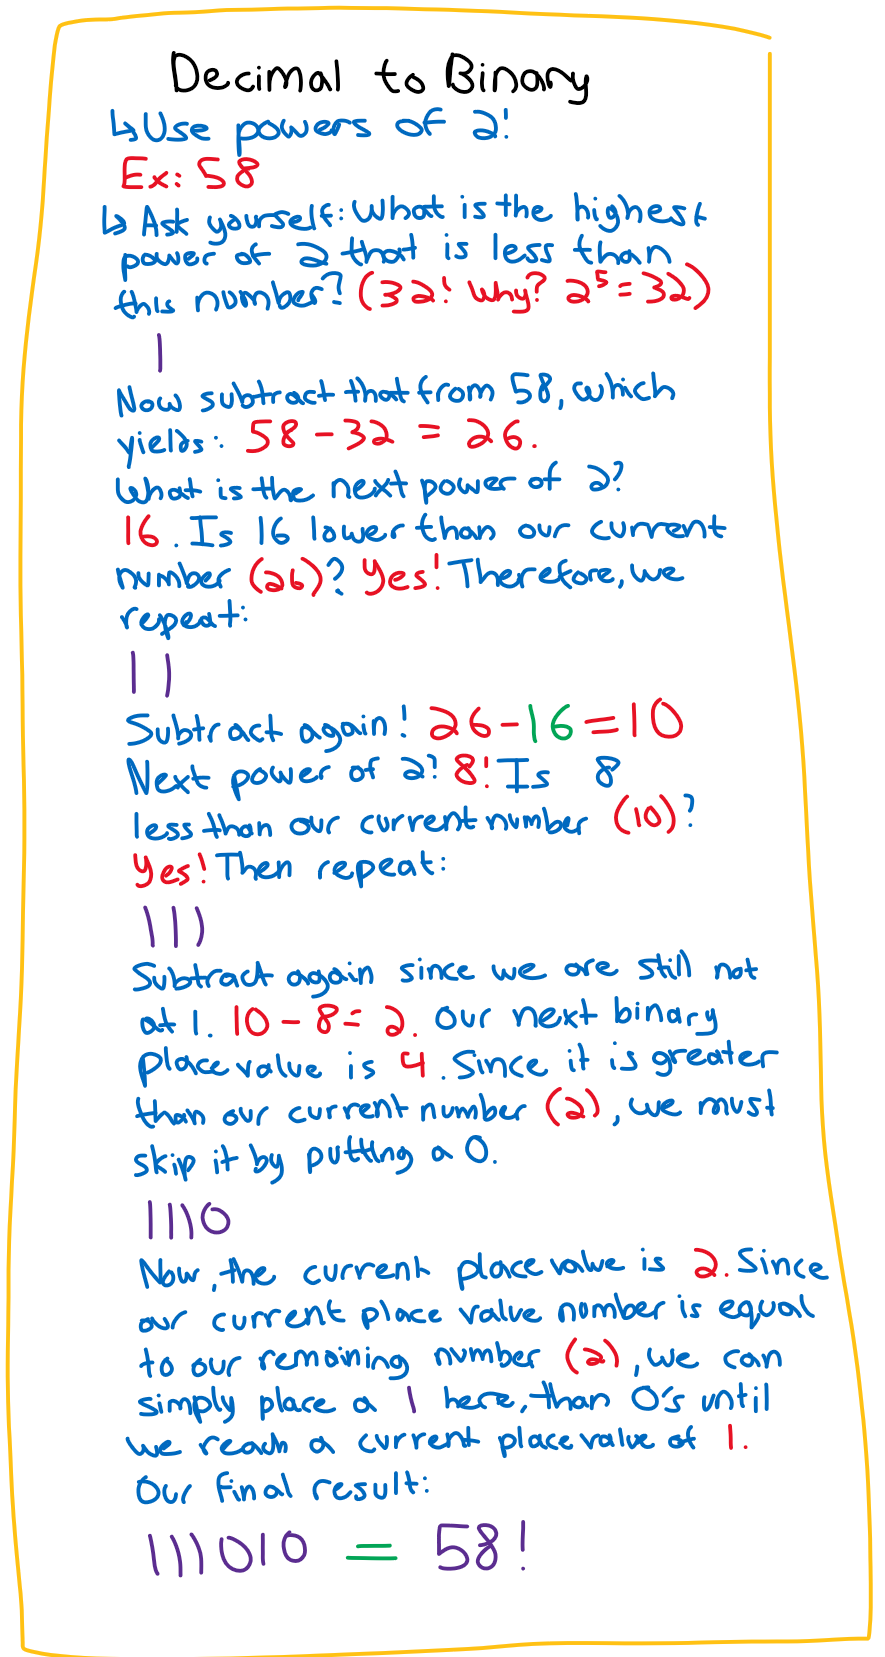 Decimal to Binary
↳ Use powers of 2!
Ex: 58
↳ Ask yourself: What is the highest
power of 2 that is less than
this number? (32! Why? 2⁵ = 32)
1
Now subtract that from 58, which
yields: 58 - 32 = 26.
What is the next power of 2?
16. Is 16 lower than our current
number (26)? Yes! Therefore, we
repeat:
11
Subtract again! 26 - 16 = 10
Next power of 2? 8! Is 8
less than our current number (10)?
Yes! Then repeat:
111
Subtract again since we are still not
at 1. 10 - 8 = 2. Our next binary
place value is 4. Since it is greater
than our current number (2), we must
skip it by putting a 0.
1110
Now, the current place value is 2. Since
our current place value number is equal
to our remaining number (2), we can
simply place a 1 here, than 0's until
we reach a current place value of 1.
Our final result:
111010 = 58!